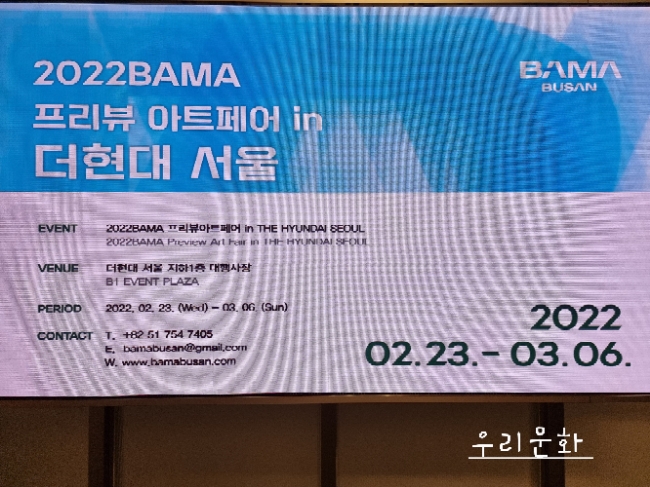 2022BAMA
프리뷰 아트페어 in
더현대 서울
BAMA
BUSAN
EVENT 2022BAMA 프리뷰아트페어 in THE HYUNDAI SEOUL
2022BAMA Preview Art Fair in THE HYUNDAI SEOUL
VENUE 더현대 서울 지하1층 대행사장
B1 EVENT PLAZA
PERIOD 2022. 02. 23. (Wed) – 03. 06. (Sun)
CONTACT T. +82 51 754 7405
E. bamabusan@gmail.com
W. www.bamabusan.com
2022
02.23. – 03.06.
우리문화